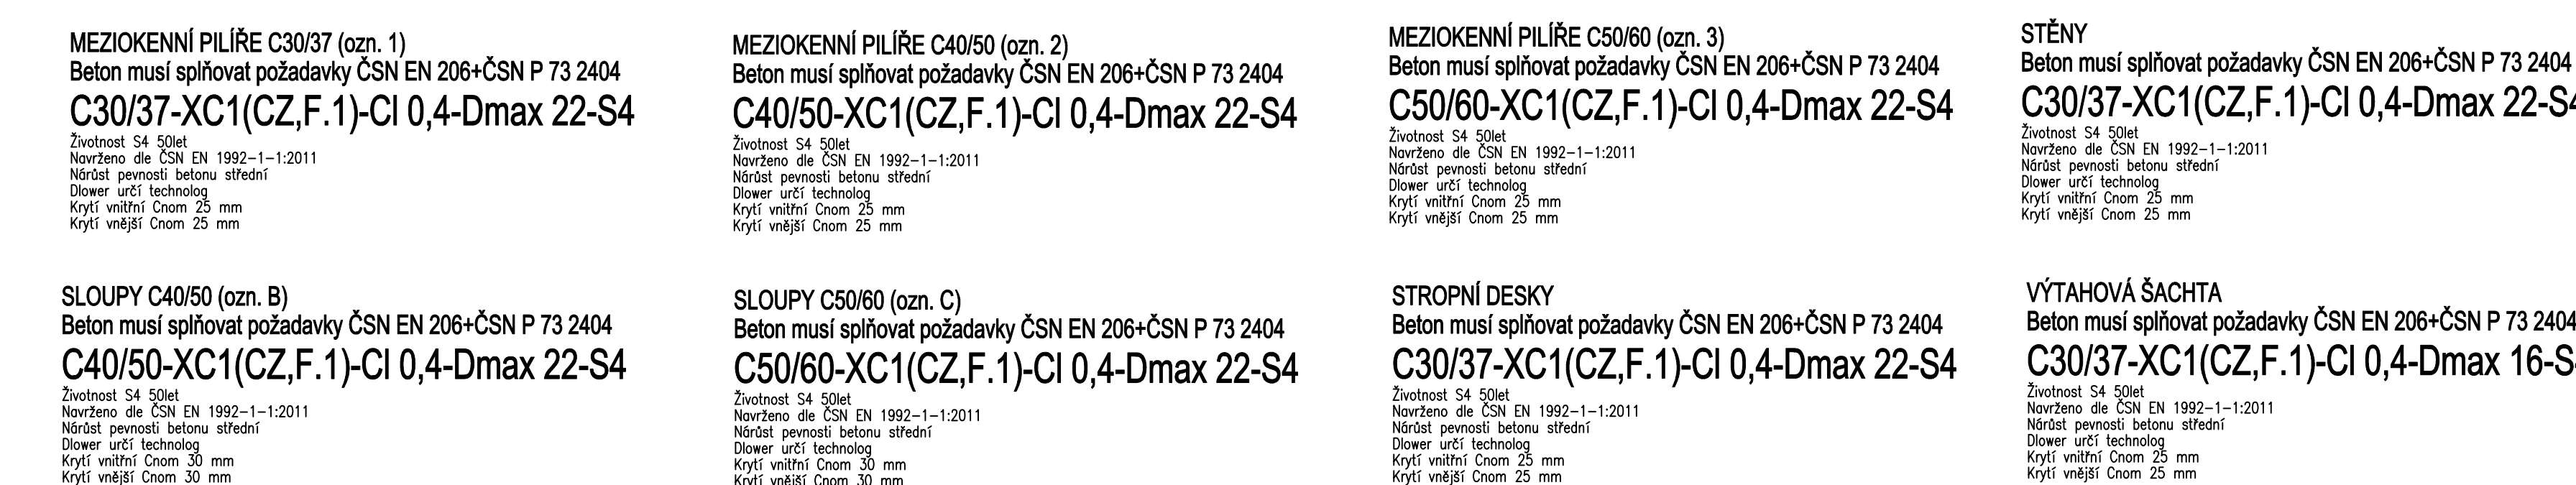 MEZIOKENNÍ PILÍŘE C30/37 (ozn. 1)
Beton musí splňovat požadavky ČSN EN 206+ČSN P 73 2404
C30/37-XC1(CZ,F.1)-Cl 0,4-Dmax 22-S4
Životnost S4 50let
Navrženo dle ČSN EN 1992-1-1:2011
Nárůst pevnosti betonu střední
Dlower určí technolog
Krytí vnitřní Cnom 25 mm
Krytí vnější Cnom 25 mm
MEZIOKENNÍ PILÍŘE C40/50 (ozn. 2)
Beton musí splňovat požadavky ČSN EN 206+ČSN P 73 2404
C40/50-XC1(CZ,F.1)-Cl 0,4-Dmax 22-S4
Životnost S4 50let
Navrženo dle ČSN EN 1992-1-1:2011
Nárůst pevnosti betonu střední
Dlower určí technolog
Krytí vnitřní Cnom 25 mm
Krytí vnější Cnom 25 mm
MEZIOKENNÍ PILÍŘE C50/60 (ozn. 3)
Beton musí splňovat požadavky ČSN EN 206+ČSN P 73 2404
C50/60-XC1(CZ,F.1)-Cl 0,4-Dmax 22-S4
Životnost S4 50let
Navrženo dle ČSN EN 1992-1-1:2011
Nárůst pevnosti betonu střední
Dlower určí technolog
Krytí vnitřní Cnom 25 mm
Krytí vnější Cnom 25 mm
STĚNY
Beton musí splňovat požadavky ČSN EN 206+ČSN P 73 2404
C30/37-XC1(CZ,F.1)-Cl 0,4-Dmax 22-S4
Životnost S4 50let
Navrženo dle ČSN EN 1992-1-1:2011
Nárůst pevnosti betonu střední
Dlower určí technolog
Krytí vnitřní Cnom 25 mm
Krytí vnější Cnom 25 mm
SLOUPY C40/50 (ozn. B)
Beton musí splňovat požadavky ČSN EN 206+ČSN P 73 2404
C40/50-XC1(CZ,F.1)-Cl 0,4-Dmax 22-S4
Životnost S4 50let
Navrženo dle ČSN EN 1992-1-1:2011
Nárůst pevnosti betonu střední
Dlower určí technolog
Krytí vnitřní Cnom 30 mm
Krytí vnější Cnom 30 mm
SLOUPY C50/60 (ozn. C)
Beton musí splňovat požadavky ČSN EN 206+ČSN P 73 2404
C50/60-XC1(CZ,F.1)-Cl 0,4-Dmax 22-S4
Životnost S4 50let
Navrženo dle ČSN EN 1992-1-1:2011
Nárůst pevnosti betonu střední
Dlower určí technolog
Krytí vnitřní Cnom 30 mm
Krytí vnější Cnom 30 mm
STROPNÍ DESKY
Beton musí splňovat požadavky ČSN EN 206+ČSN P 73 2404
C30/37-XC1(CZ,F.1)-Cl 0,4-Dmax 22-S4
Životnost S4 50let
Navrženo dle ČSN EN 1992-1-1:2011
Nárůst pevnosti betonu střední
Dlower určí technolog
Krytí vnitřní Cnom 25 mm
Krytí vnější Cnom 25 mm
VÝTAHOVÁ ŠACHTA
Beton musí splňovat požadavky ČSN EN 206+ČSN P 73 2404
C30/37-XC1(CZ,F.1)-Cl 0,4-Dmax 16-S
Životnost S4 50let
Navrženo dle ČSN EN 1992-1-1:2011
Nárůst pevnosti betonu střední
Dlower určí technolog
Krytí vnitřní Cnom 25 mm
Krytí vnější Cnom 25 mm